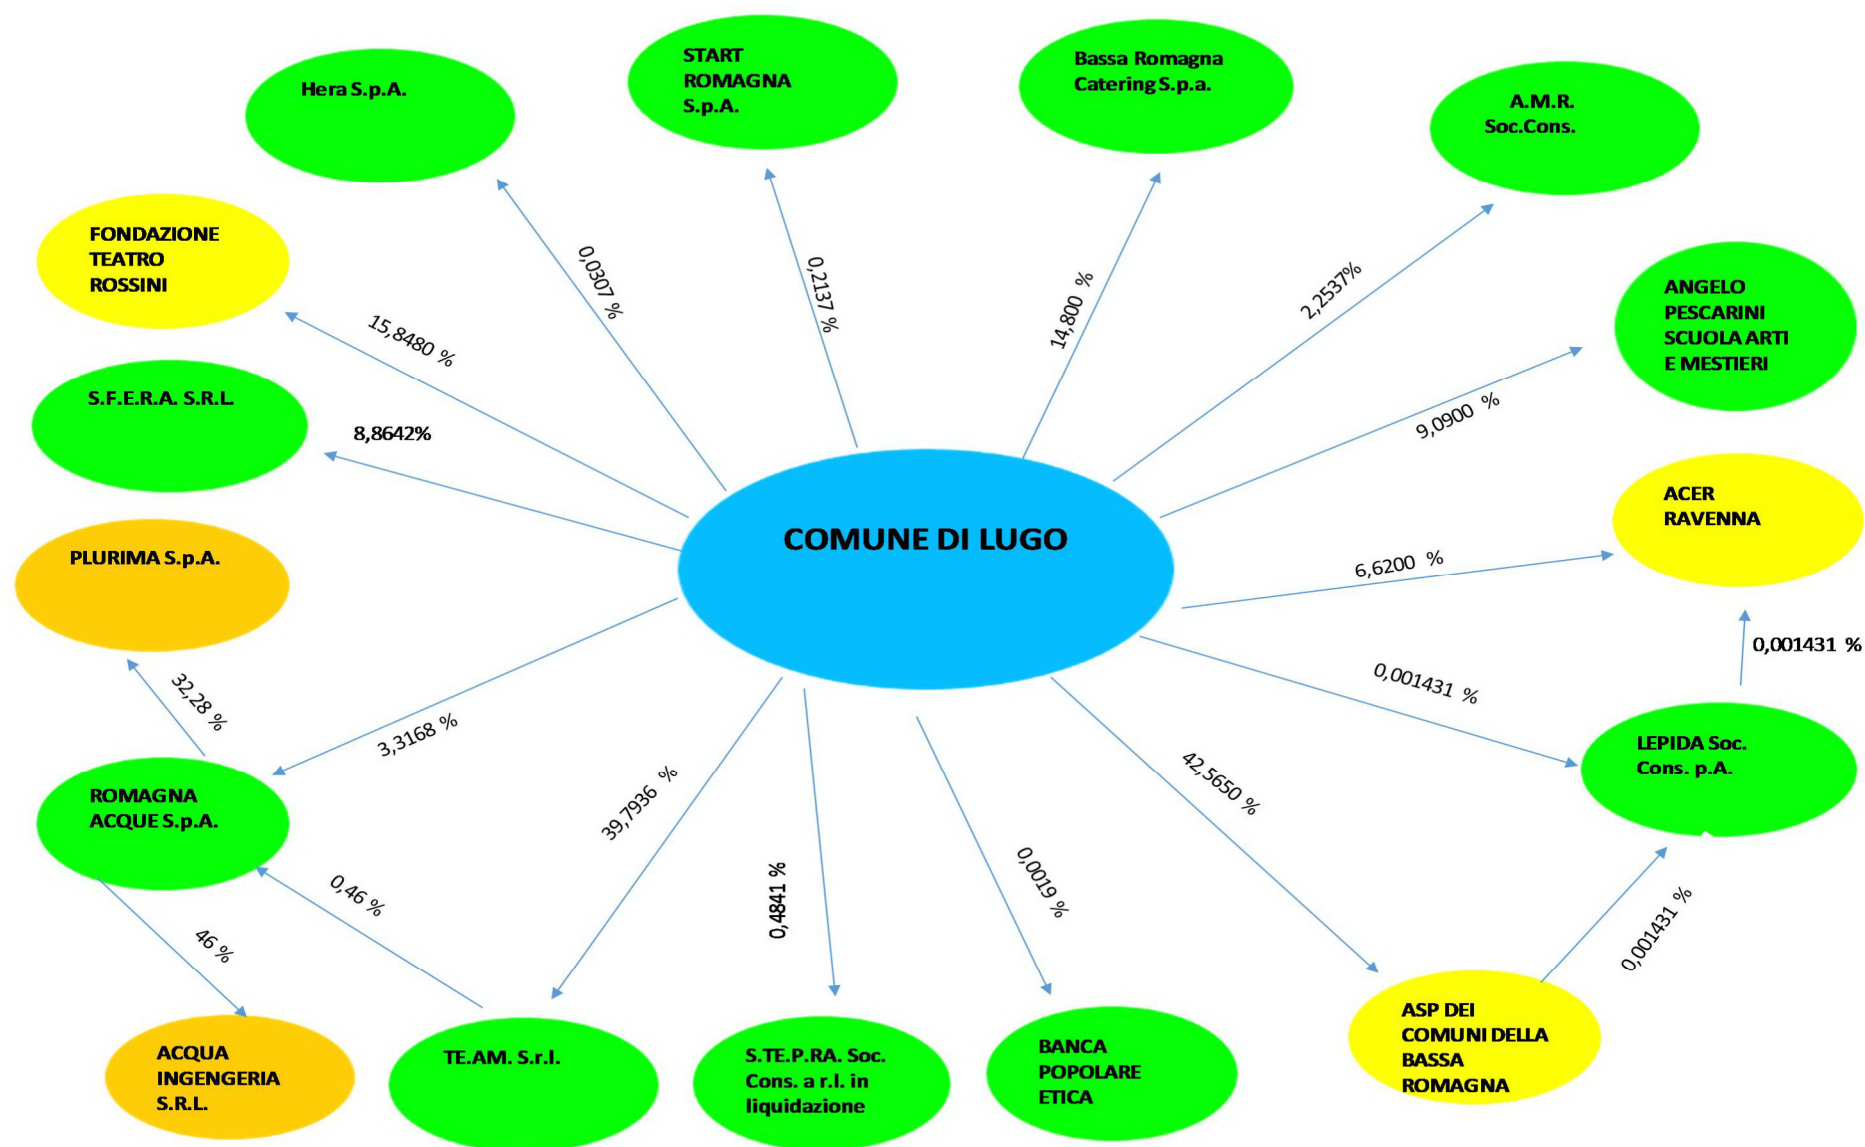 Hera S.p.A.
START
ROMAGNA
S.p.A.
Bassa Romagna
Catering S.p.a.
A.M.R.
Soc.Cons.
FONDAZIONE
TEATRO
ROSSINI
0,0307 %
0,2137 %
14,800 %
2,2537%
ANGELO
PESCARINI
SCUOLA ARTI
E MESTIERI
15,8480 %
S.F.E.R.A. S.R.L.
8,8642%
9,0900 %
COMUNE DI LUGO
ACER
RAVENNA
PLURIMA S.p.A.
6,6200 %
0,001431 %
32,28 %
3,3168 %
0,001431 %
LEPIDA Soc.
Cons. p.A.
ROMAGNA
ACQUE S.p.A.
39,7936 %
42,5650 %
0,46 %
0,4841 %
0,0019 %
0,001431 %
46 %
ACQUA
INGENGERIA
S.R.L.
TE.AM. S.r.l.
S.TE.P.RA. Soc.
Cons. a r.l. in
liquidazione
BANCA
POPOLARE
ETICA
ASP DEI
COMUNI DELLA
BASSA
ROMAGNA